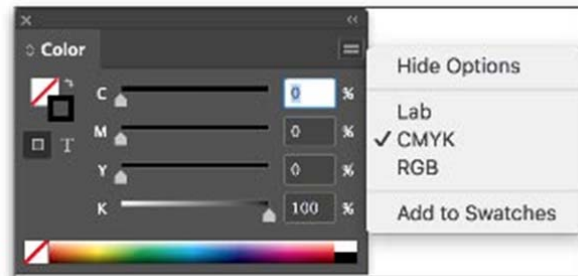 Color
C 0 %
M 0 %
Y 0 %
K 100 %
T
Hide Options
Lab
✓ CMYK
RGB
Add to Swatches